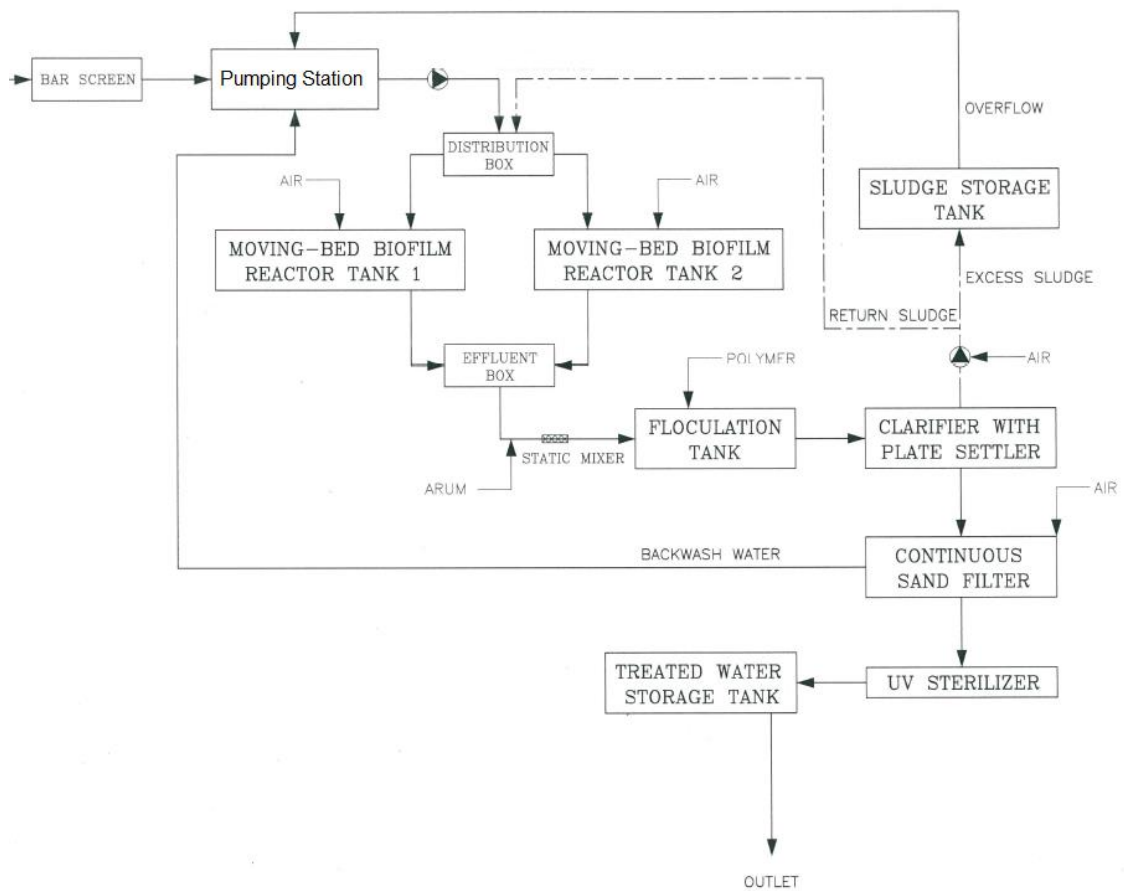 BAR SCREEN
Pumping Station
OVERFLOW
DISTRIBUTION
BOX
AIR
AIR
SLUDGE STORAGE
TANK
MOVING-BED BIOFILM
REACTOR TANK 1
MOVING-BED BIOFILM
REACTOR TANK 2
EXCESS SLUDGE
RETURN SLUDGE
EFFLUENT
BOX
POLYMER
AIR
FLOCULATION
TANK
CLARIFIER WITH
PLATE SETTLER
STATIC MIXER
ARUM
AIR
BACKWASH WATER
CONTINUOUS
SAND FILTER
TREATED WATER
STORAGE TANK
UV STERILIZER
OUTLET